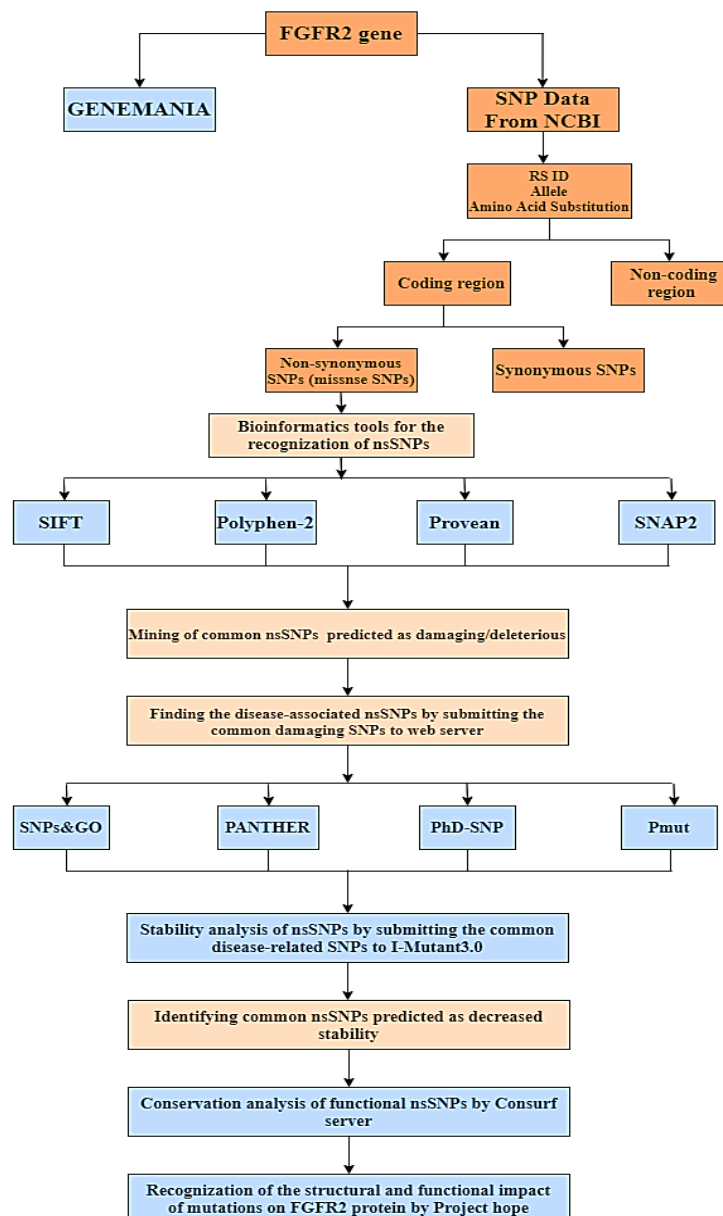 FGFR2 gene
GENEMANIA
SNP Data
From NCBI
RS ID
Allele
Amino Acid Substitution
Coding region
Non-coding
region
Non-synonymous
SNPs (missnse SNPs)
Synonymous SNPs
Bioinformatics tools for the
recognization of nsSNPs
SIFT
Polyphen-2
Provean
SNAP2
Mining of common nsSNPs predicted as damaging/deleterious
Finding the disease-associated nsSNPs by submitting the
common damaging SNPs to web server
SNPs&GO
PANTHER
PhD-SNP
Pmut
Stability analysis of nsSNPs by submitting the common
disease-related SNPs to I-Mutant3.0
Identifying common nsSNPs predicted as decreased
stability
Conservation analysis of functional nsSNPs by Consurf
server
Recognization of the structural and functional impact
of mutations on FGFR2 protein by Project hope